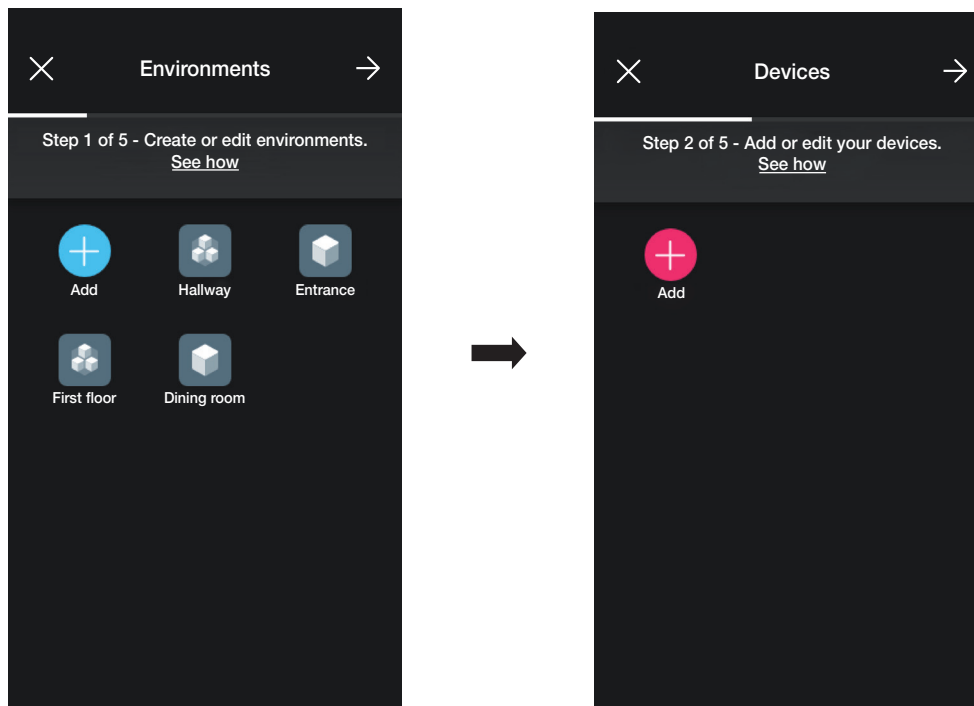 Environments
Step 1 of 5 - Create or edit environments.
See how
Add
Hallway
Entrance
First floor
Dining room
Devices
Step 2 of 5 - Add or edit your devices.
See how
Add